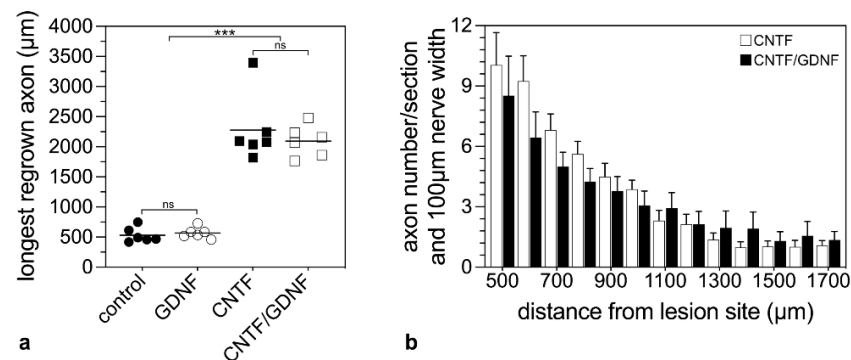 longest regrown axon (µm)
4000
3500
3000
2500
2000
1500
1000
500
0
***
ns
ns
control
GDNF
CNTF
CNTF/GDNF
a
axon number/section
and 100µm nerve width
12
9
6
3
0
CNTF
CNTF/GDNF
500 700 900 1100 1300 1500 1700
distance from lesion site (µm)
b